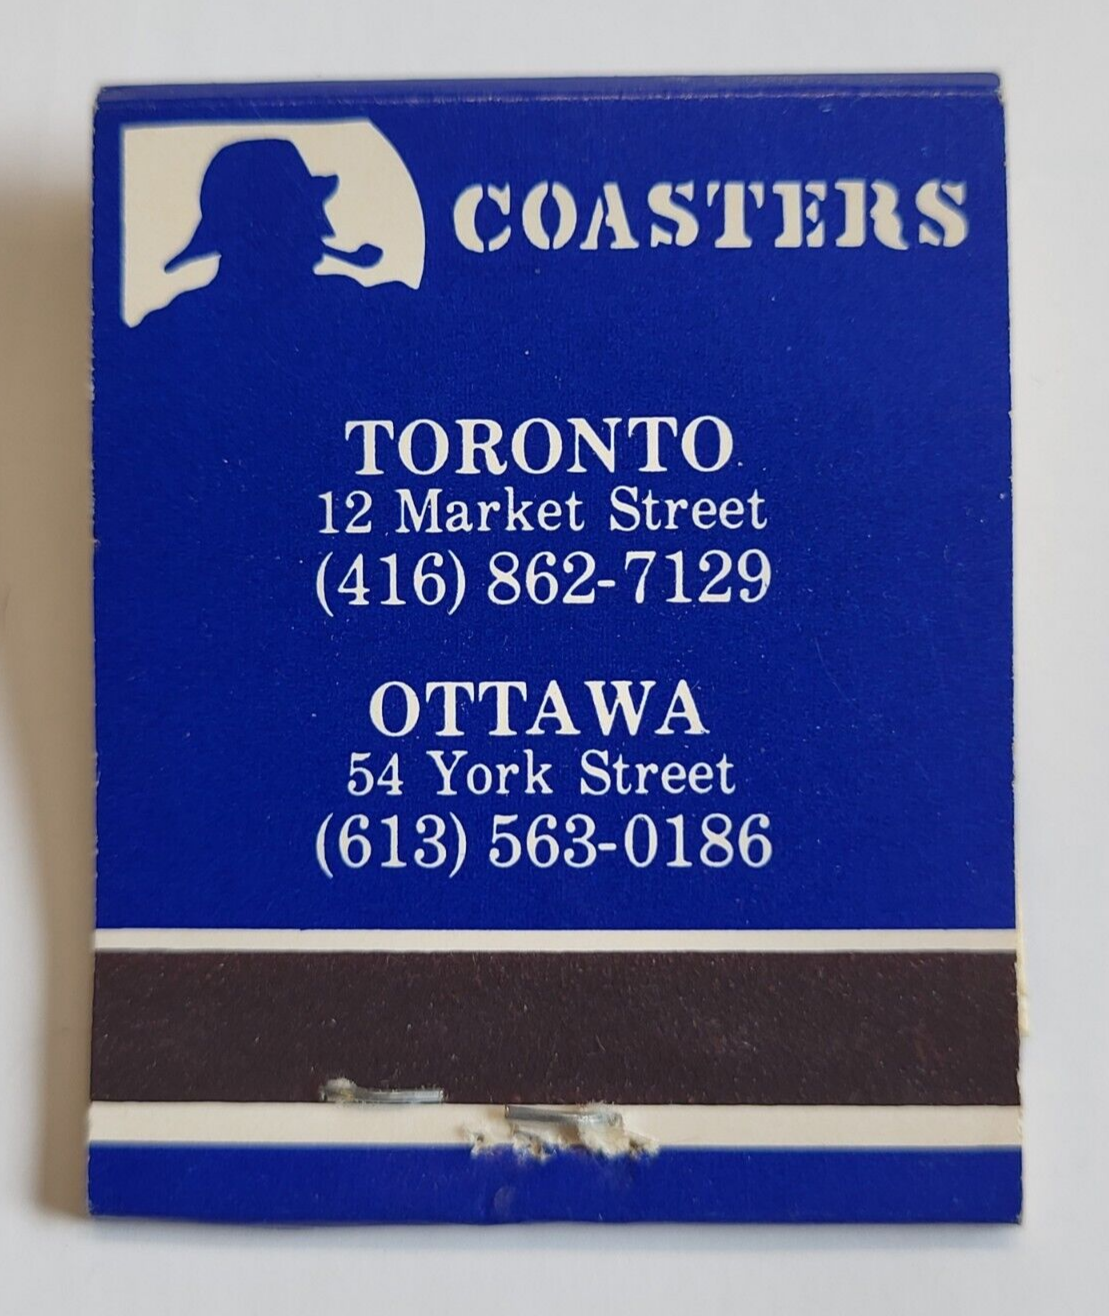 COASTERS
TORONTO
12 Market Street
(416) 862-7129
OTTAWA
54 York Street
(613) 563-0186